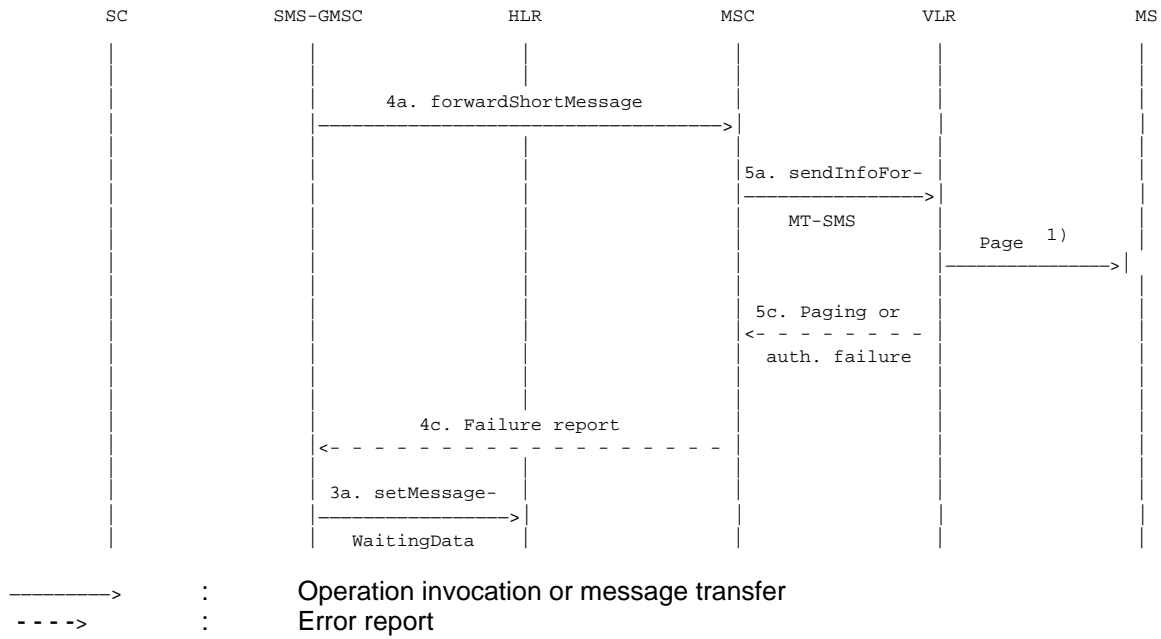 SC SMS-GMSC HLR MSC VLR MS
4a. forwardShortMessage
5a. sendInfoFor-
MT-SMS
Page 1)
5c. Paging or
auth. failure
4c. Failure report
3a. setMessage-
WaitingData
: Operation invocation or message transfer
: Error report